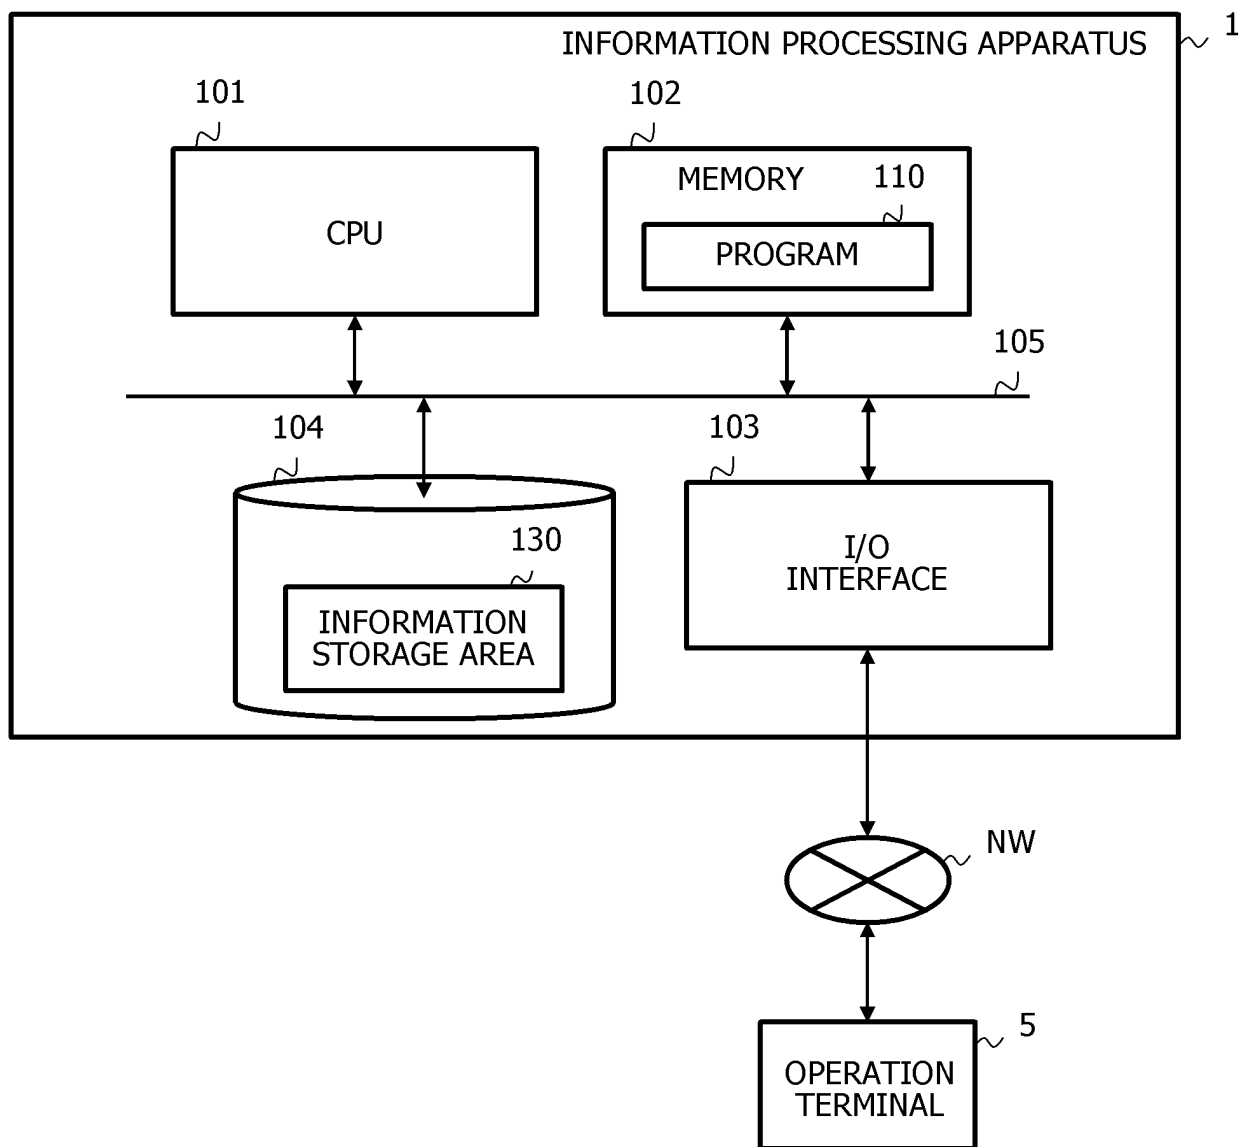 1
INFORMATION PROCESSING APPARATUS
101
102
CPU
MEMORY
110
PROGRAM
105
104
103
130
INFORMATION
STORAGE AREA
I/O
INTERFACE
NW
5
OPERATION
TERMINAL